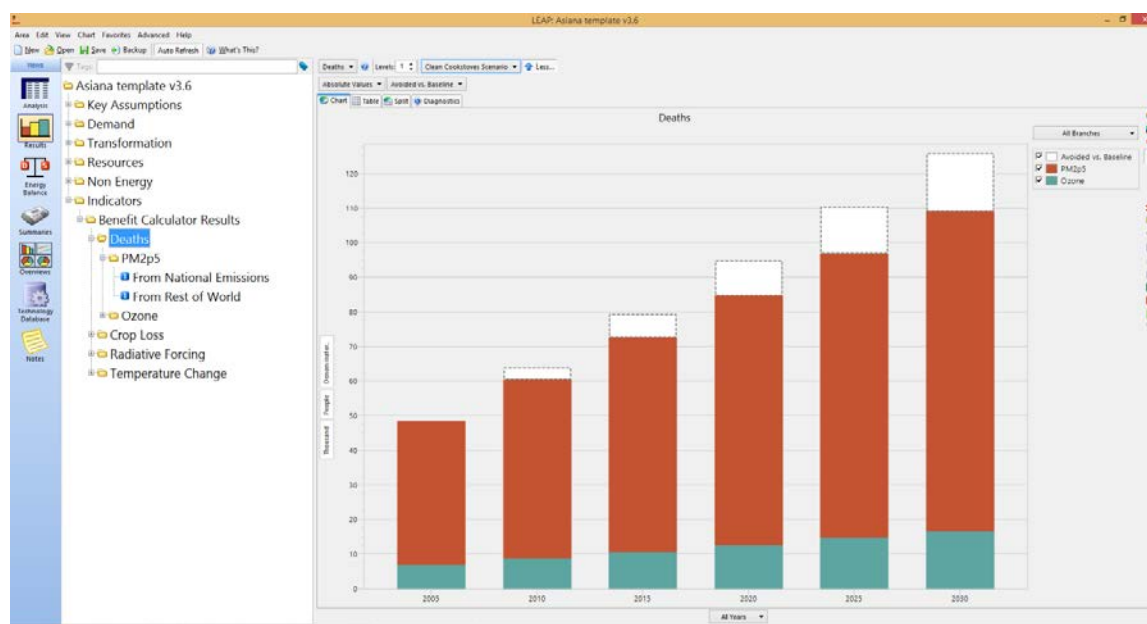 LEAP: Asiana template v3.6
Area Edit View Chart Favorites Advanced Help
New Open Save Backup Auto Refresh What's This?
Views
Analysis
Results
Energy Balance
Summaries
Overviews
Technology Database
Notes
Tags:
Asiana template v3.6
Key Assumptions
Demand
Transformation
Resources
Non Energy
Indicators
Benefit Calculator Results
Deaths
PM2p5
From National Emissions
From Rest of World
Ozone
Crop Loss
Radiative Forcing
Temperature Change
Deaths Levels: 1 Clean Cookstoves Scenario Less...
Absolute Values Avoided vs. Baseline
Chart Table Split Diagnostics
Deaths
All Branches
Avoided vs. Baseline
PM2p5
Ozone
120
110
100
90
80
70
60
50
40
30
20
10
0
People
Thousand
2005 2010 2015 2020 2025 2030
All Years